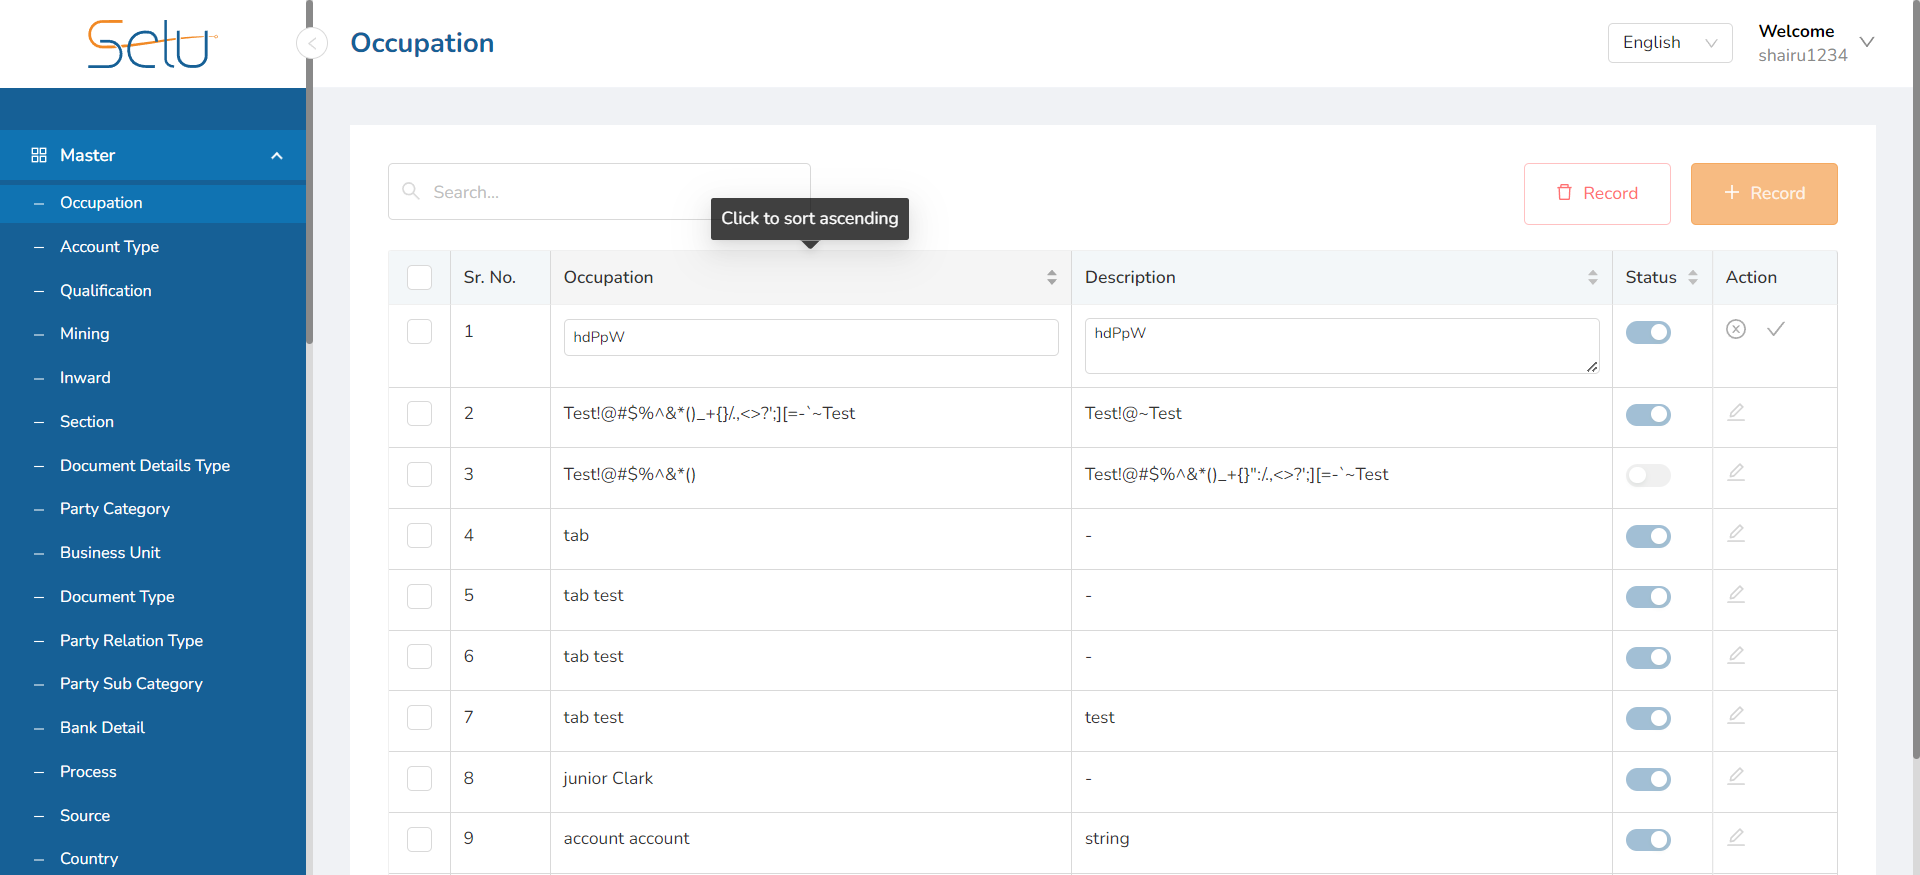 Selu
Occupation
English
Welcome
shairu1234
Master
Occupation
Account Type
Qualification
Mining
Inward
Section
Document Details Type
Party Category
Business Unit
Document Type
Party Relation Type
Party Sub Category
Bank Detail
Process
Source
Country
Search...
Click to sort ascending
Record
+ Record
Sr. No. Occupation Description Status Action
1 hdPpW hdPpW
2 Test!@#$%^&*()_+{}/.,<>?';][=-`~Test Test!@~Test
3 Test!@#$%^&*() Test!@#$%^&*()_+{}":/.,<>?';][=-`~Test
4 tab -
5 tab test -
6 tab test -
7 tab test test
8 junior Clark -
9 account account string